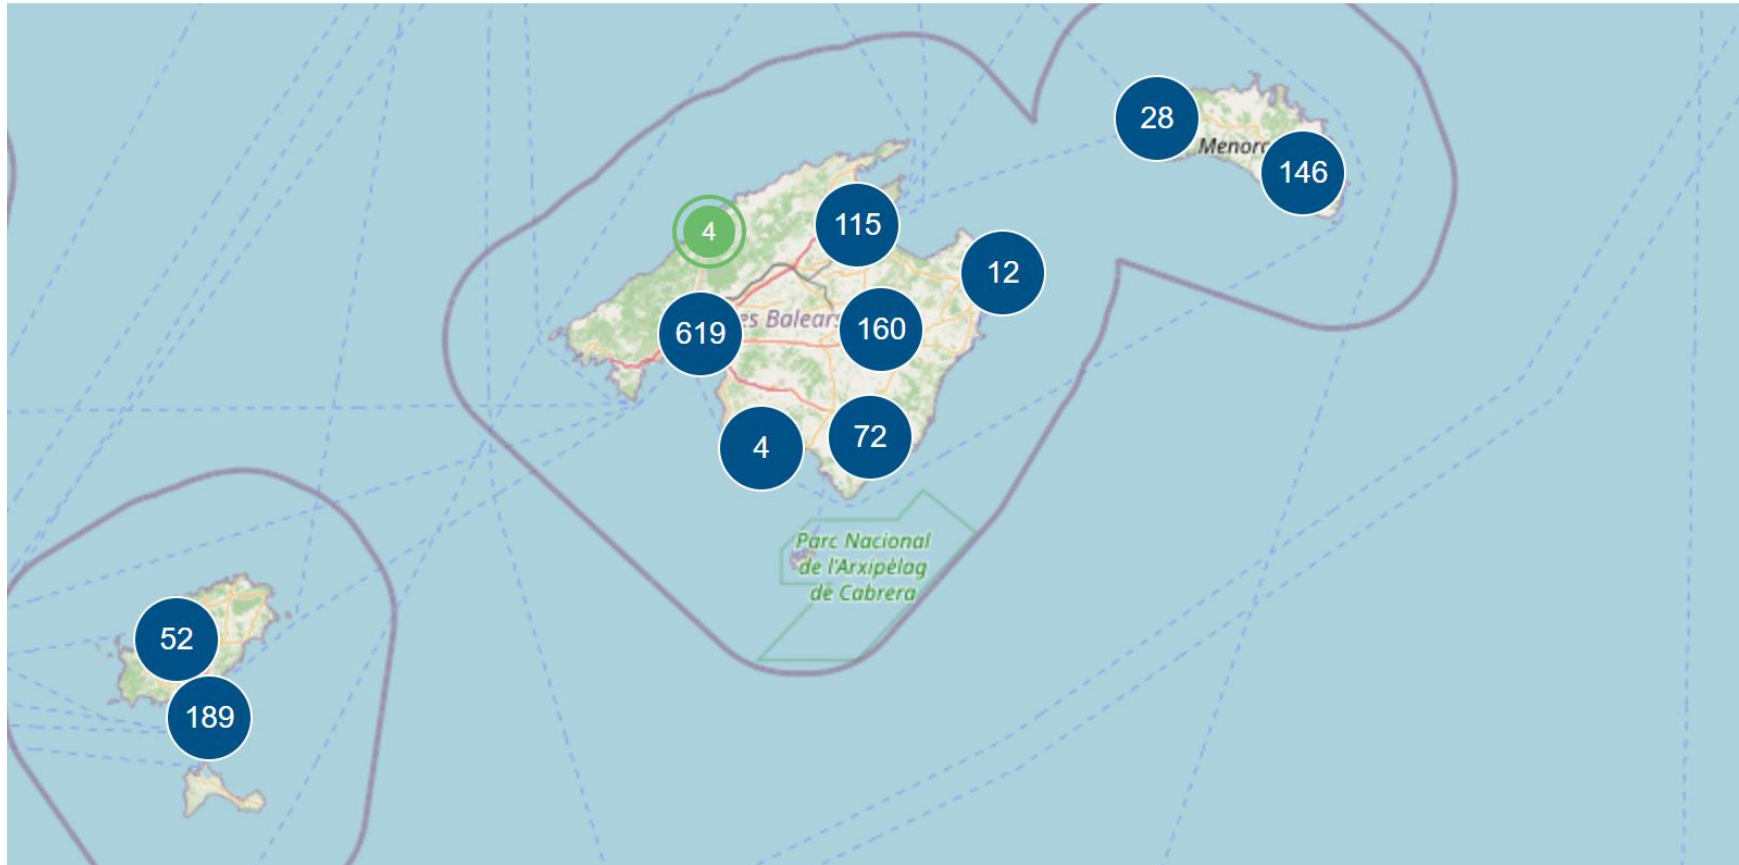 28
Menorc
146
4
115
12
619
es Balears
160
4
72
Parc Nacional
de l'Arxipèlag
de Cabrera
52
189